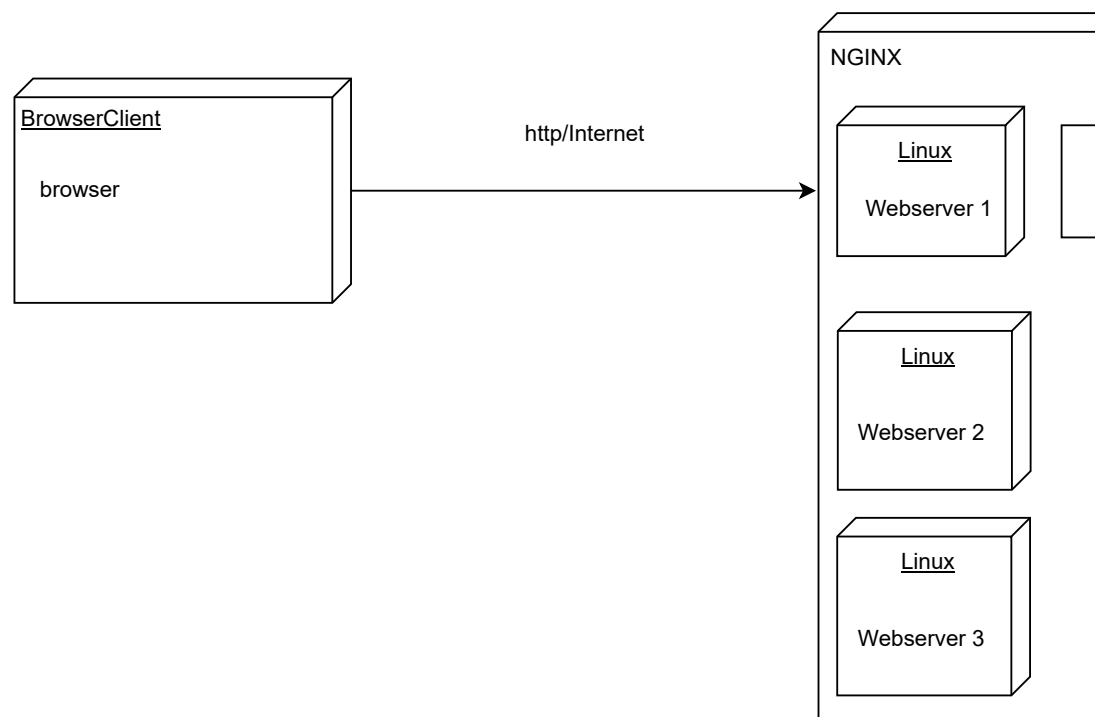 NGINX
BrowserClient
browser
http/Internet
Linux
Webserver 1
Linux
Webserver 2
Linux
Webserver 3